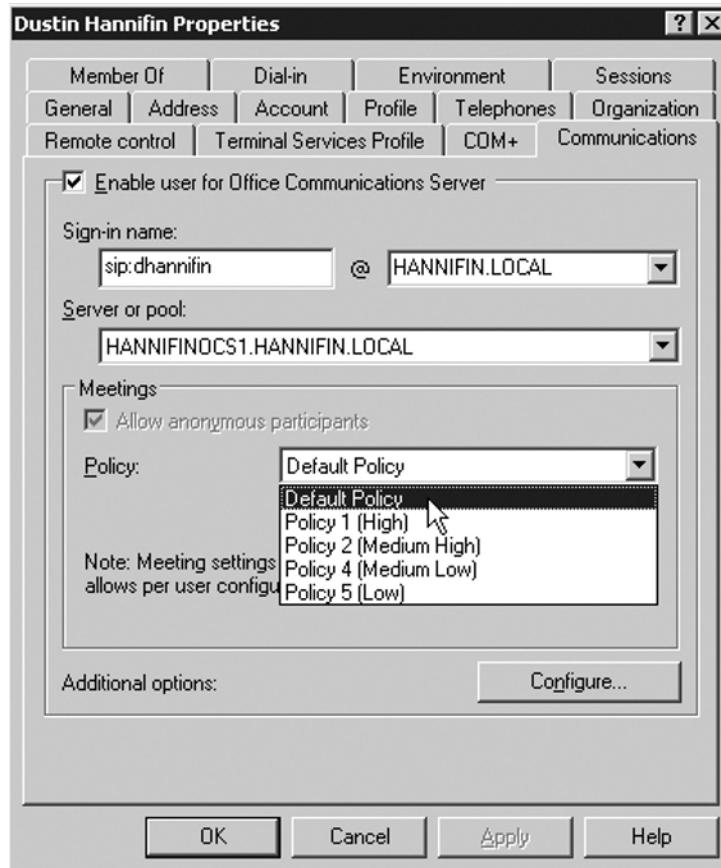 Dustin Hannifin Properties
Member Of Dial-in Environment Sessions
General Address Account Profile Telephones Organization
Remote control Terminal Services Profile COM+ Communications
Enable user for Office Communications Server
Sign-in name:
sip:dhannifin @ HANNIFIN.LOCAL
Server or pool:
HANNIFINOCS1.HANNIFIN.LOCAL
Meetings
Allow anonymous participants
Policy: Default Policy
Default Policy
Policy 1 (High)
Policy 2 (Medium High)
Policy 4 (Medium Low)
Policy 5 (Low)
Note: Meeting settings
allows per user configu
Additional options: Configure...
OK Cancel Apply Help